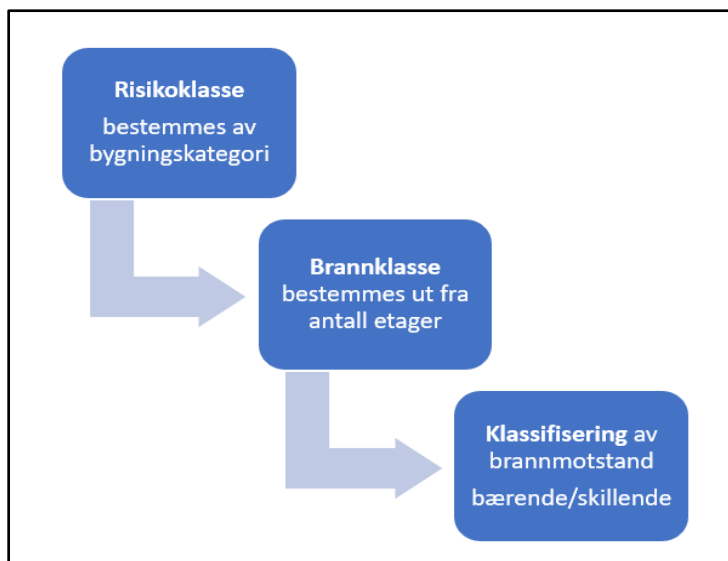 Risikoklasse
bestemmes av
bygningskategori
Brannklasse
bestemmes ut fra
antall etager
Klassifisering av
brannmotstand
bærende/skillende